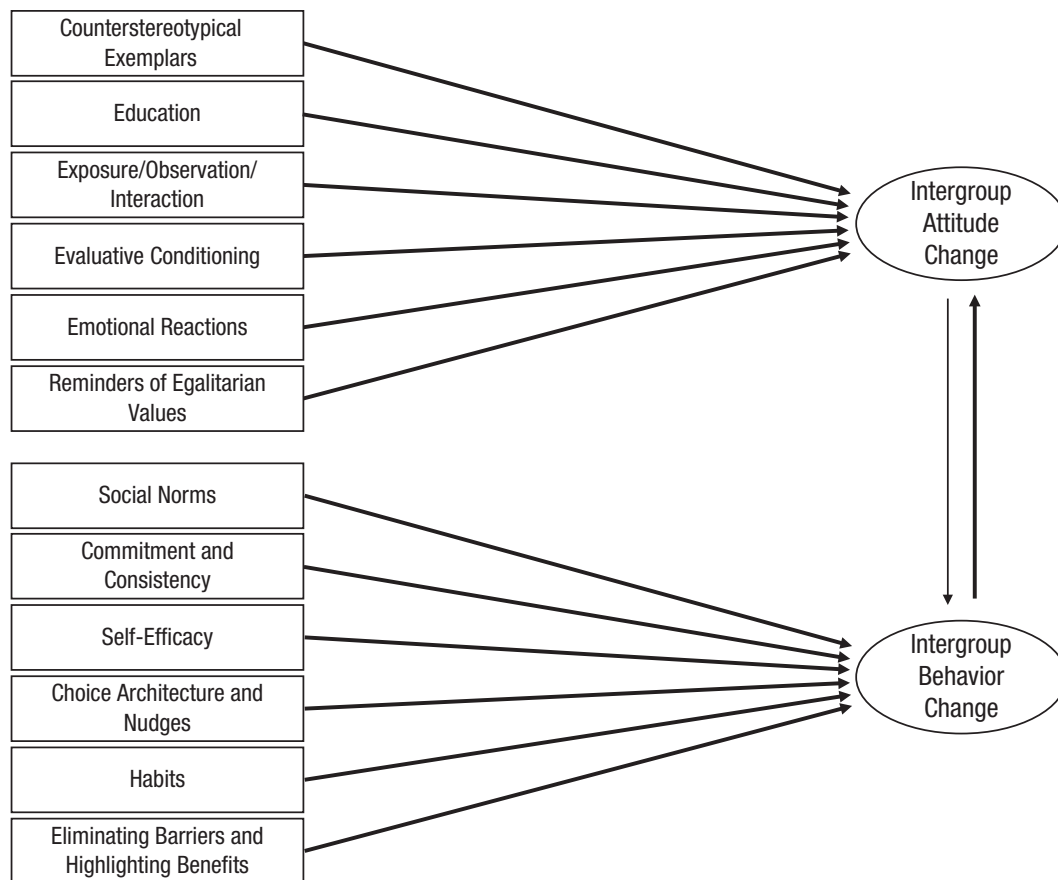 Counterstereotypical
Exemplars
Education
Exposure/Observation/
Interaction
Evaluative Conditioning
Emotional Reactions
Reminders of Egalitarian
Values
Intergroup
Attitude
Change
Social Norms
Commitment and
Consistency
Self-Efficacy
Choice Architecture and
Nudges
Habits
Eliminating Barriers and
Highlighting Benefits
Intergroup
Behavior
Change